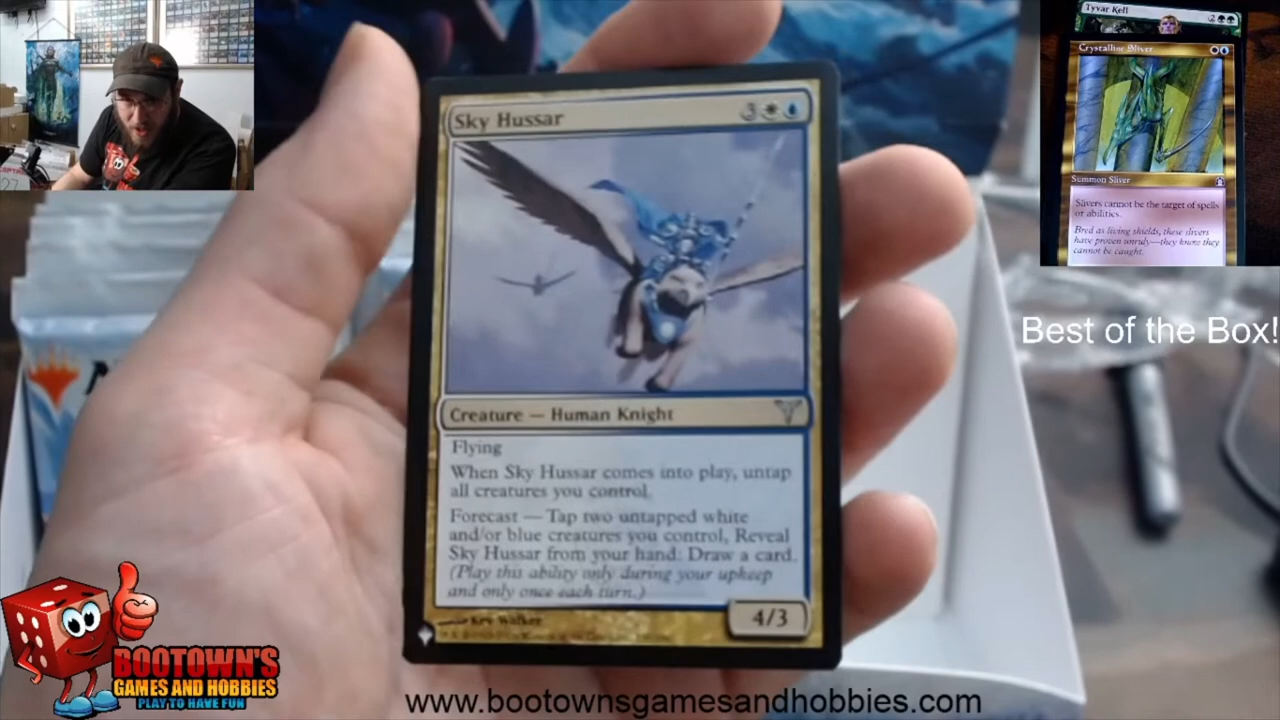 Tyvar Kell
2
Crystalline Sliver
Summon Sliver
Slivers cannot be the target of spells
or abilities.
Bred as living shields, these slivers
have proven unruly—they know they
cannot be caught.
Best of the Box!
Sky Hussar
3
Creature — Human Knight
Flying
When Sky Hussar comes into play, untap
all creatures you control.
Forecast — Tap two untapped white
and/or blue creatures you control, Reveal
Sky Hussar from your hand: Draw a card.
(Play this ability only during your upkeep
and only once each turn.)
4/3
Kev Walker
BOOTOWN'S
GAMES AND HOBBIES
PLAY TO HAVE FUN
www.bootownsgamesandhobbies.com